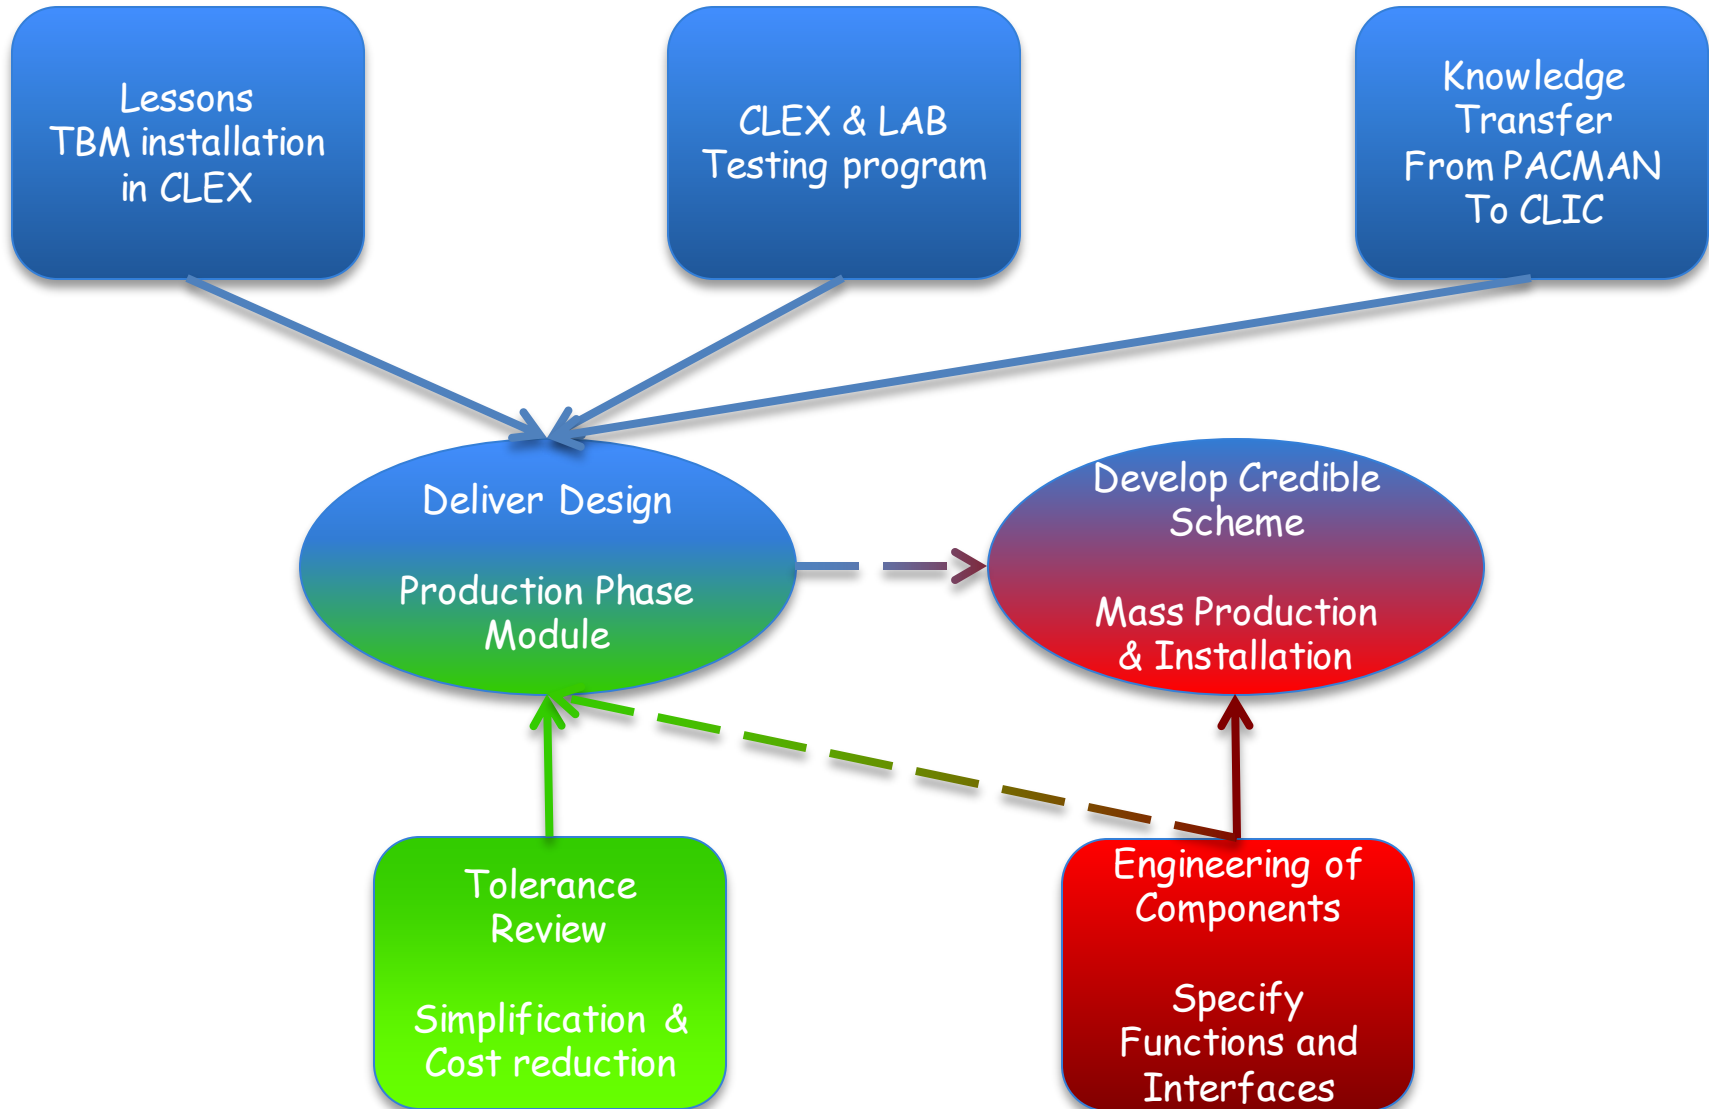 Lessons
TBM installation
in CLEX
CLEX & LAB
Testing program
Knowledge
Transfer
From PACMAN
To CLIC
Deliver Design
Production Phase
Module
Develop Credible
Scheme
Mass Production
& Installation
Tolerance
Review
Simplification &
Cost reduction
Engineering of
Components
Specify
Functions and
Interfaces